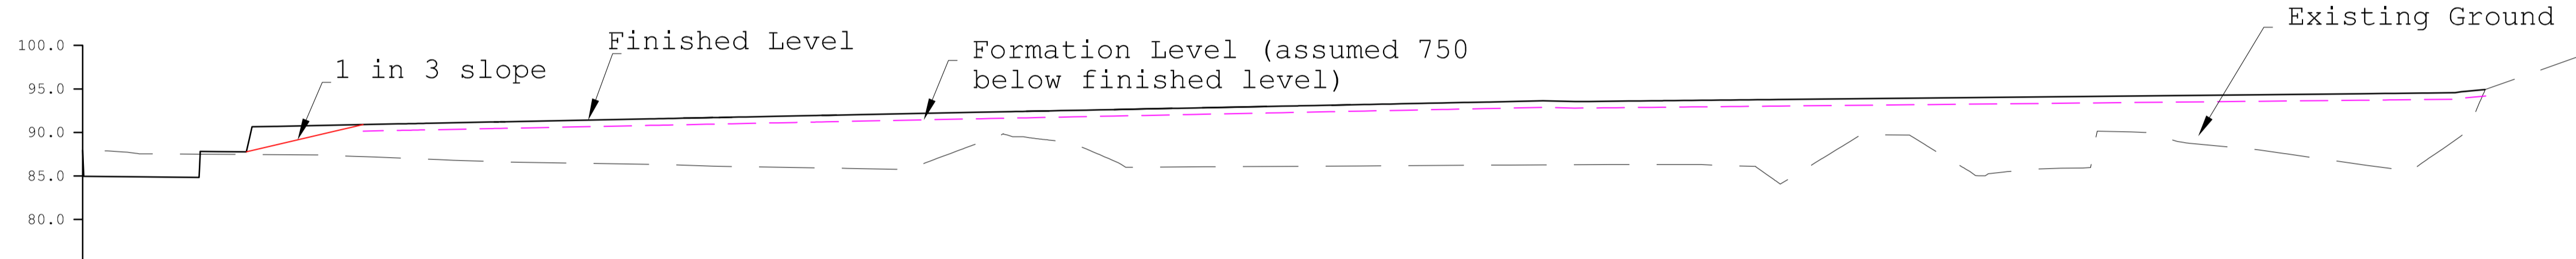 Existing Ground
Finished Level
Formation Level (assumed 750
below finished level)
1 in 3 slope
100.0
95.0
90.0
85.0
80.0